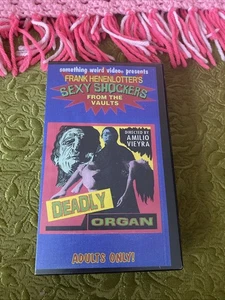 something weird video® presents
FRANK HENENLOTTER'S
SEXY SHOCKERS
FROM THE
VAULTS
DIRECTED BY
AMILIO
VIEYRA
DEADLY
ORGAN
ADULTS ONLY!